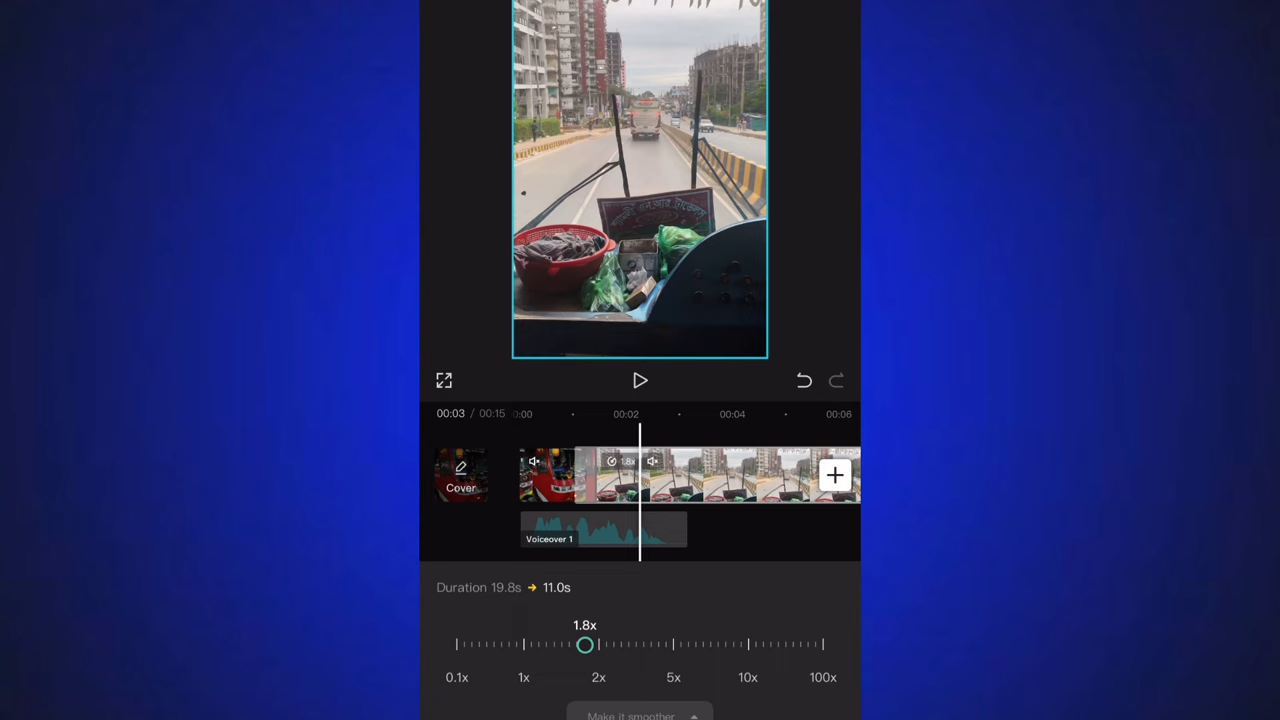 00:03 / 00:15 0:00 00:02 00:04 00:06
1.8x
Cover
Voiceover 1
Duration 19.8s → 11.0s
1.8x
0.1x 1x 2x 5x 10x 100x
Make it smoother